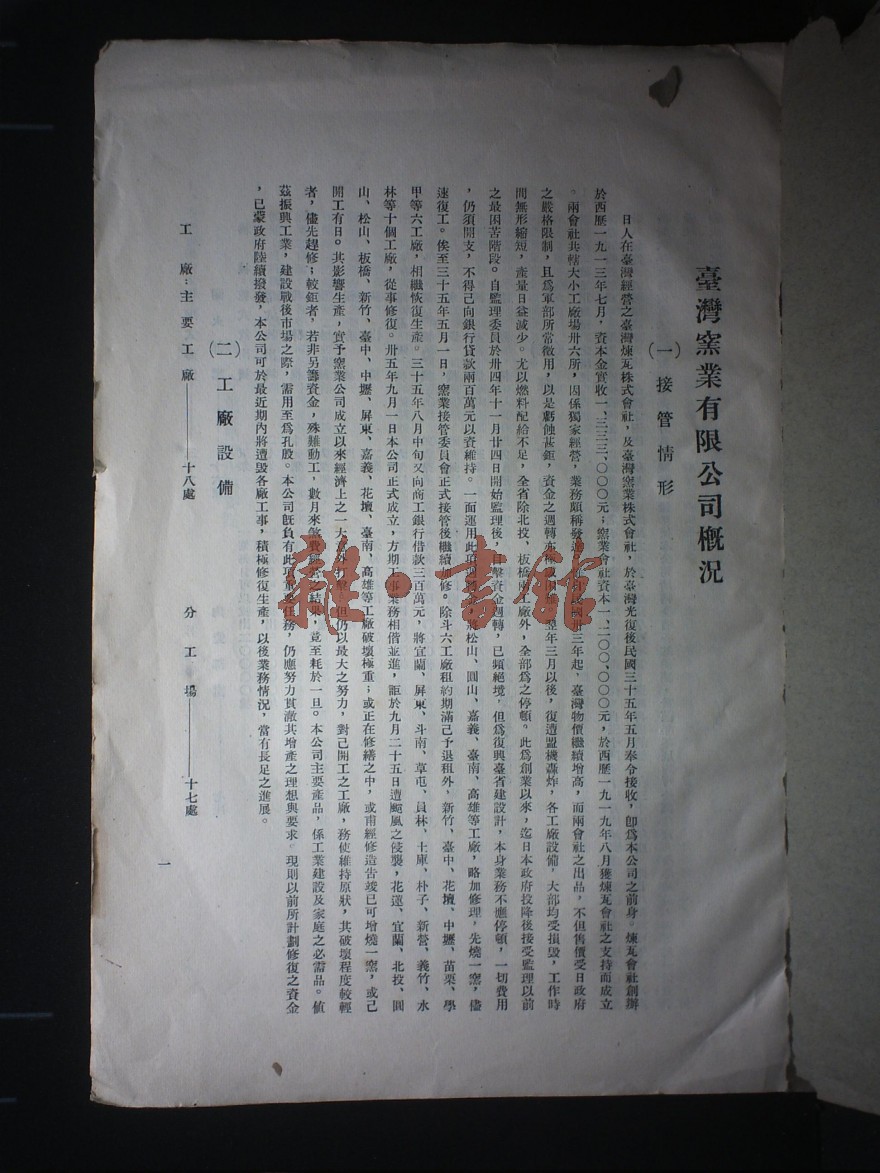 臺灣窯業有限公司概況。
(一)接管情形
日人在臺灣經營之臺灣煉瓦株式會社，及臺灣窯業株式會社，於臺灣光復後民國三十五年五月奉令接收，卽爲本公司之前身。煉瓦會社創辦
於西歷一九一三年七月，資本金實收一、三三三、〇〇〇元；窯業會社資本一、二〇〇、〇〇〇元，於西歷一九一九年八月獲煉瓦會社之支持而成立
。兩會社共轄大小工廠場卅六所，因係獨家經營，業務頗稱發達。自民國卅三年起，臺灣物價繼續增高，而兩會社之出品，不但售價受日政府
之嚴格限制，且爲軍部所常徵用，以是虧蝕甚鉅，資金之週轉亦極翌年三月以後，復遭盟機轟炸，各工廠設備，大部均受損毀，工作時
間無形縮短，產量日益減少。尤以燃料配給不足，全省除北投、板橋兩工廠外，全部爲之停頓。此爲創業以來，迄日本政府投降後接受監理以前
之最困苦階段。自監理委員於卅四年十一月廿四日開始監理後，目擊資金週轉，已頻絕境，但爲復興臺省建設計，本身業務不應停頓，一切費用
，仍須開支，不得已向銀行貸款兩百萬元以資維持。一面運用此項將松山、圓山、嘉義、臺南、高雄等工廠，略加修理，先燒一窯，儘
速復工。俟至三十五年五月一日，窯業接管委員會正式接管後繼續修。除斗六工廠租約期滿已予退租外，新竹、臺中、花壇、中壢、苗栗、學
甲等六工廠，相繼恢復生產。三十五年八月中旬又向商工銀行借款三百萬元，將宜蘭、屏東、斗南、草屯、員林、土庫、朴子、新營、義竹、水
林等十個工廠，從事修復。卅五年九月一日本公司正式成立，方期工事業務相偕並進，詎於九月二十五日遭颶風之侵襲，花蓮、宜蘭、北投、圓
山、松山、板橋、新竹、臺中、中壢、屏東、嘉義、花壇、臺南、高雄等工廠破壞極重；或正在修繕之中，或甫經修造告竣已可增燒一窯，或已
開工有日。其影響生產，實予窯業公司成立以來經濟上之一大意外打擊。但仍以最大之努力，對已開工之工廠，務使維持原狀，其破壞程度較輕
者，儘先趕修；較鉅者，若非另籌資金，殊難動工，數月來煞費經營之結果，竟至耗於一旦。本公司主要產品，係工業建設及家庭之必需品。値
茲振興工業，建設戰後市場之際，需用至爲孔殷。本公司旣負有此項重要任務，仍應努力貫澈其增產之理想與要求。現則以前所計劃修復之資金
，已蒙政府陸續撥發，本公司可於最近期內將遭毀各廠工事，積極修復生產，以後業務情況，當有長足之進展。
(二)工廠設備
工廠：主要工廠——十八處　分工場——十七處
一
雜·書館